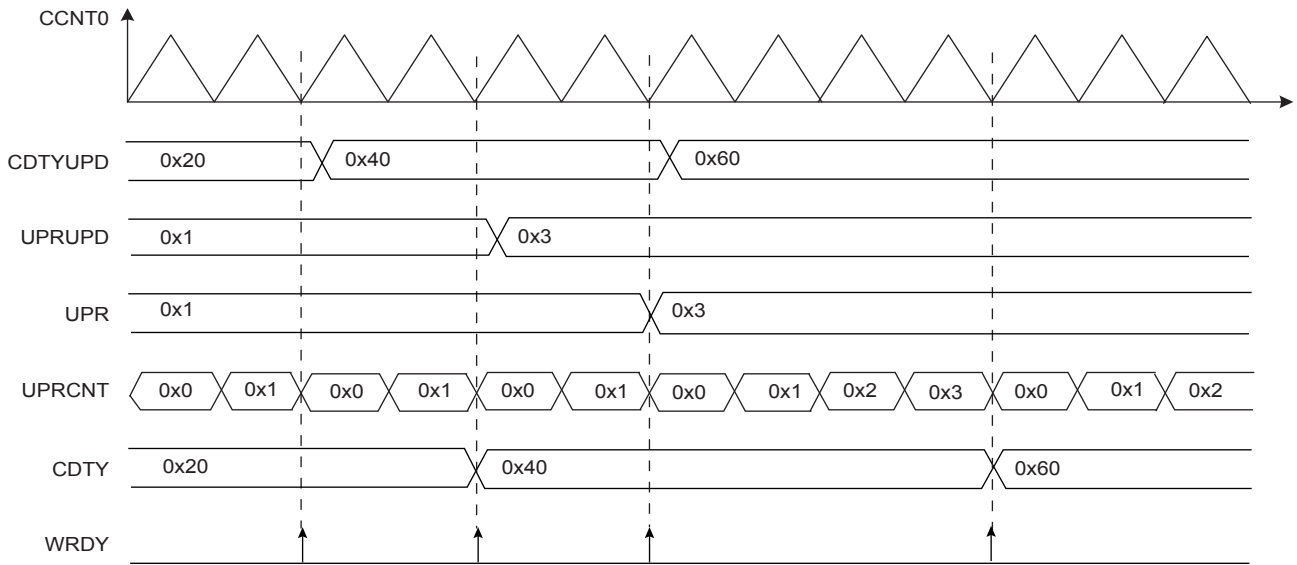 CCNT0
CDTYUPD 0x20 0x40 0x60
UPRUPD 0x1 0x3
UPR 0x1 0x3
UPRCNT 0x0 0x1 0x0 0x1 0x0 0x1 0x0 0x1 0x2 0x3 0x0 0x1 0x2
CDTY 0x20 0x40 0x60
WRDY